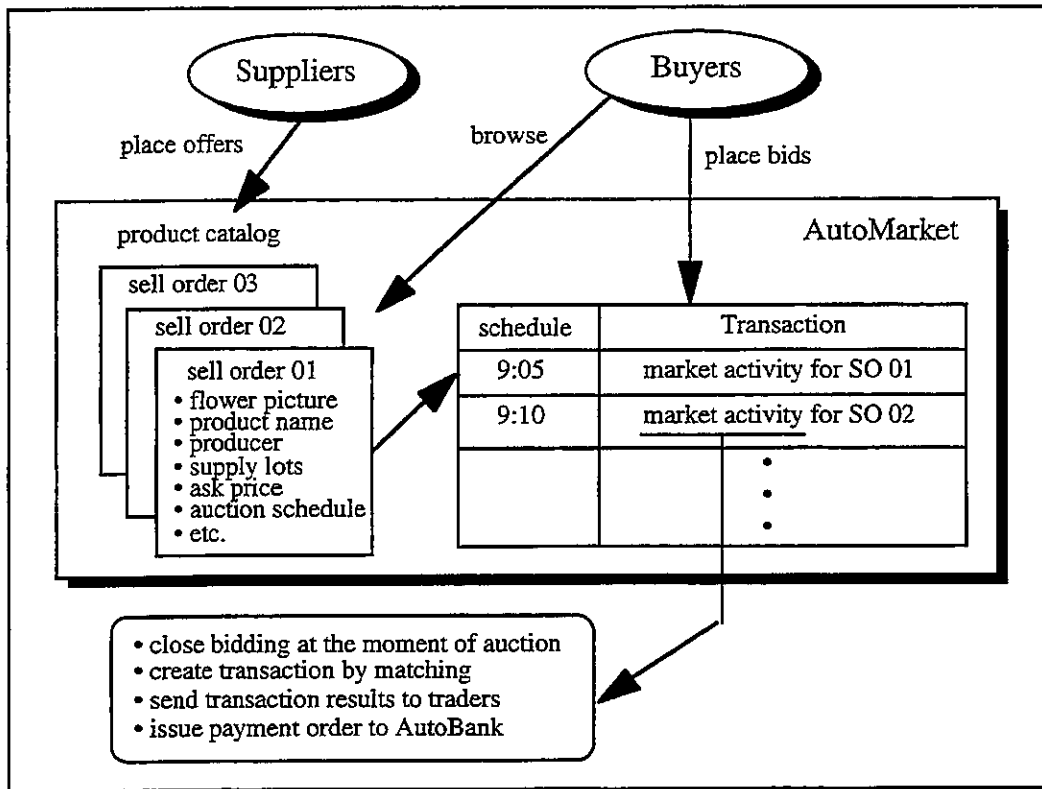 Suppliers
Buyers
place offers
browse
place bids
AutoMarket
product catalog
sell order 03
sell order 02
sell order 01
• flower picture
• product name
• producer
• supply lots
• ask price
• auction schedule
• etc.
schedule
Transaction
9:05
market activity for SO 01
9:10
market activity for SO 02
• close bidding at the moment of auction
• create transaction by matching
• send transaction results to traders
• issue payment order to AutoBank